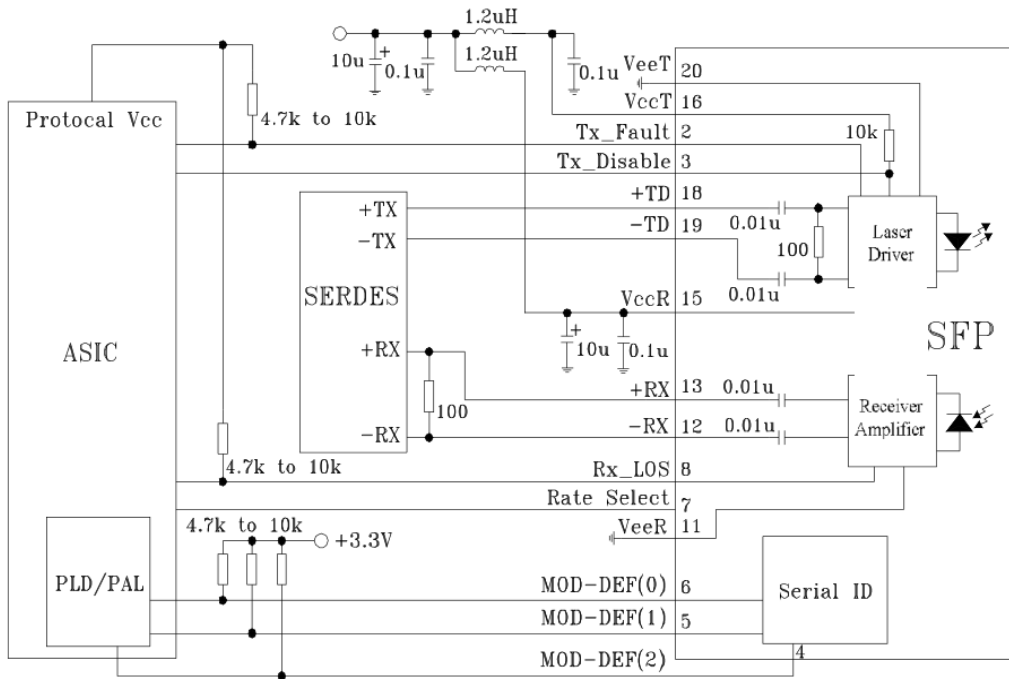 1.2uH
1.2uH
10u
+
0.1u
0.1u
VeeT
20
VccT
16
Protocal Vcc
4.7k to 10k
Tx_Fault
2
10k
Tx_Disable
3
+TD
18
+TX
0.01u
-TD
19
-TX
100
Laser
Driver
SERDES
0.01u
VccR
15
+
10u
0.1u
SFP
ASIC
+RX
+RX
13
0.01u
100
Receiver
Amplifier
-RX
-RX
12
0.01u
4.7k to 10k
Rx_LOS
8
Rate Select
7
4.7k to 10k
+3.3V
VeeR
11
PLD/PAL
MOD-DEF(0)
6
Serial ID
MOD-DEF(1)
5
MOD-DEF(2)
4